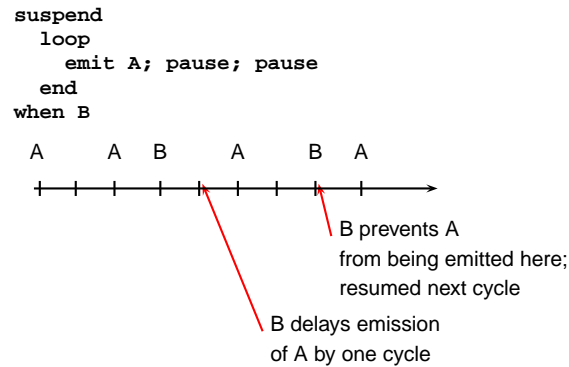 suspend
loop
emit A; pause; pause
end
when B
A A B A B A
B prevents A
from being emitted here;
resumed next cycle
B delays emission
of A by one cycle